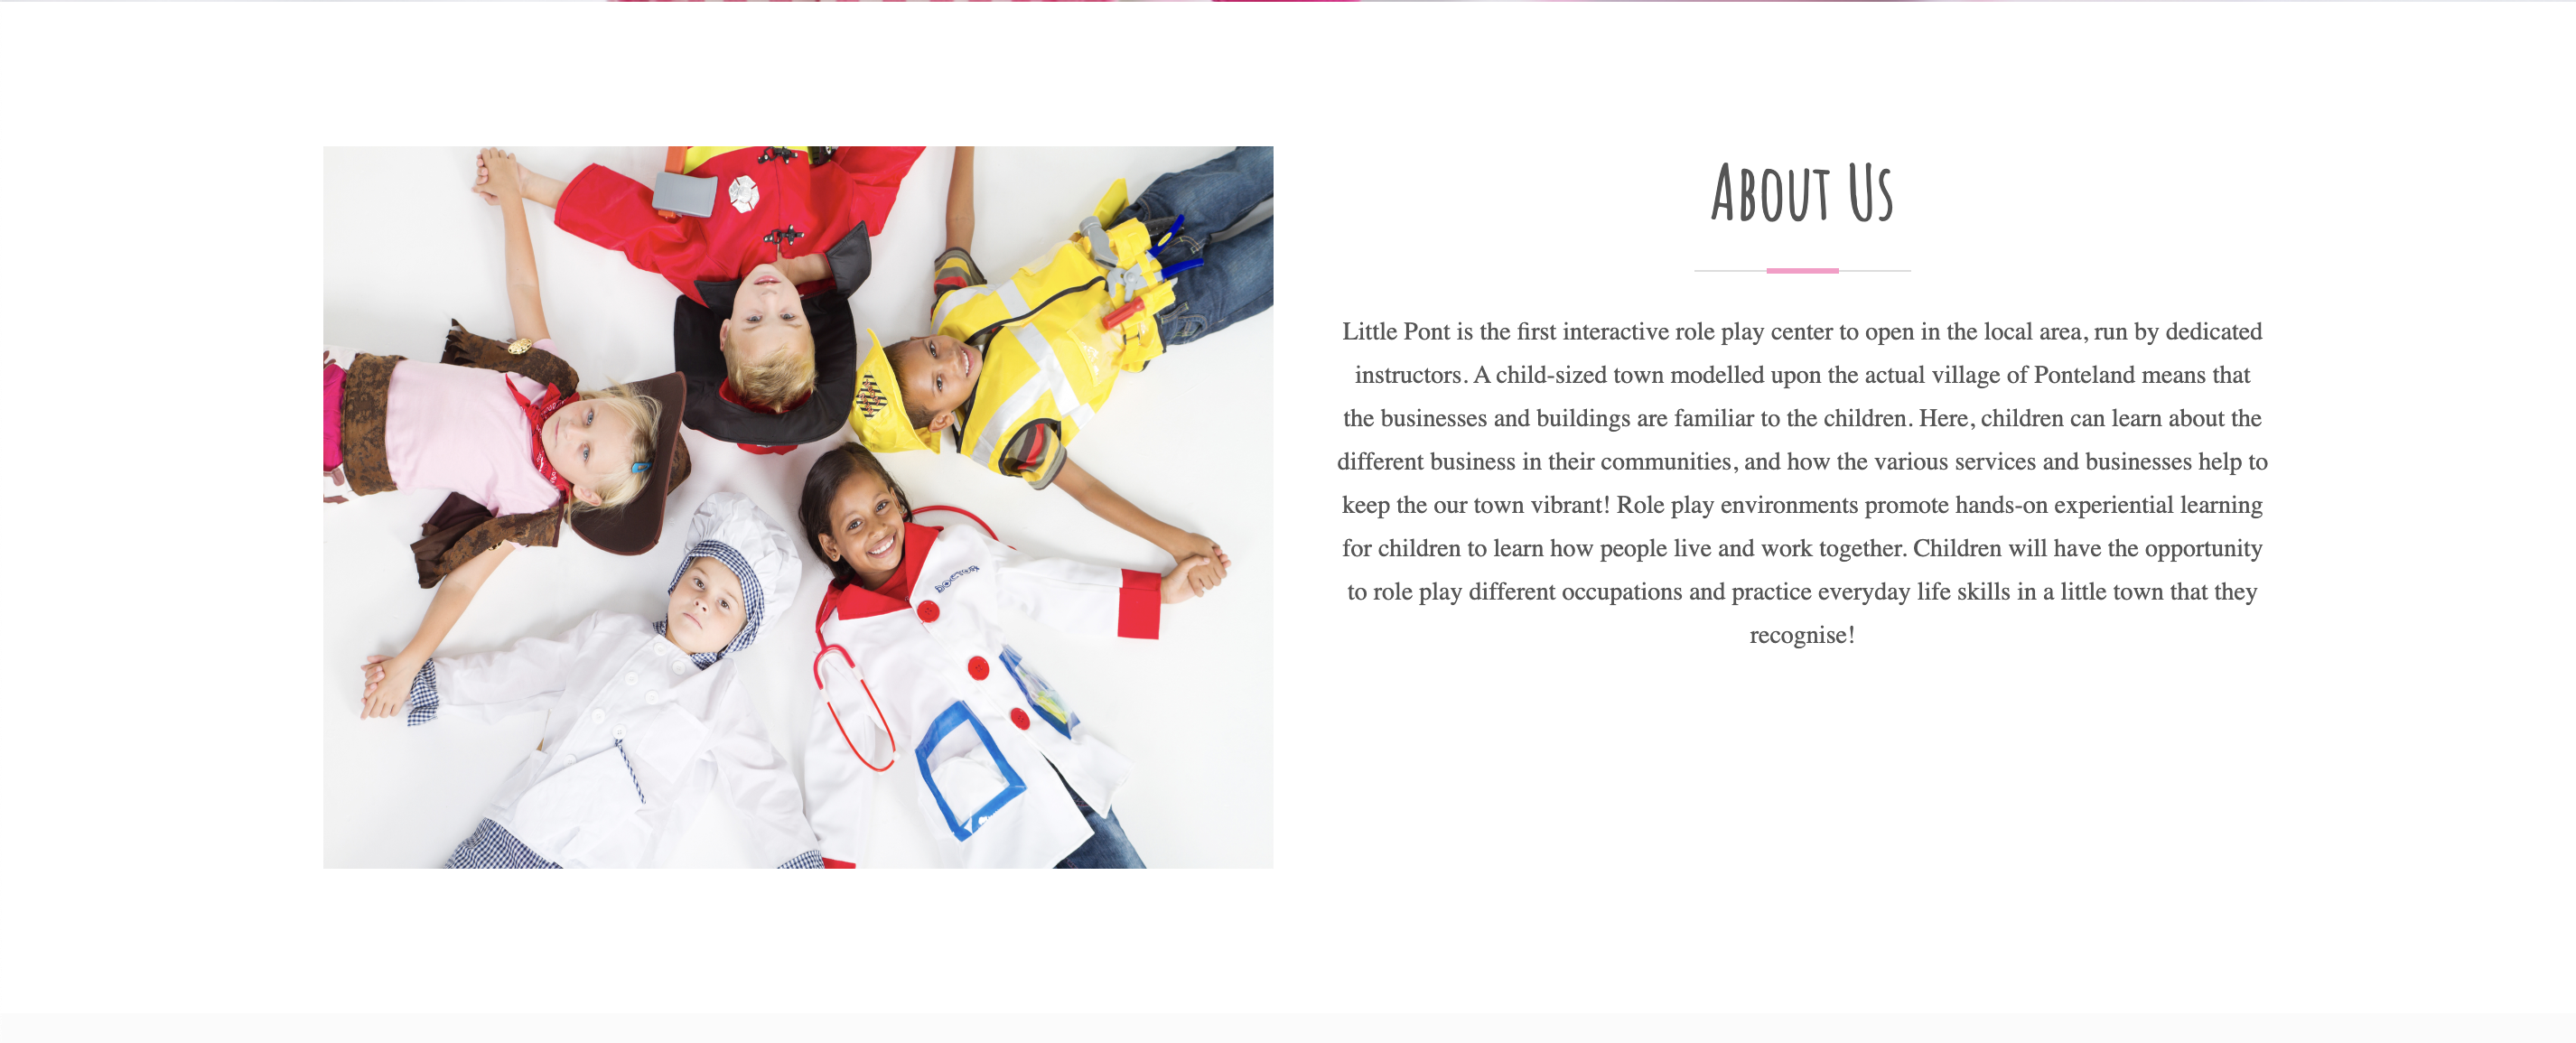 About Us
Little Pont is the first interactive role play center to open in the local area, run by dedicated
instructors. A child-sized town modelled upon the actual village of Ponteland means that
the businesses and buildings are familiar to the children. Here, children can learn about the
different business in their communities, and how the various services and businesses help to
keep the our town vibrant! Role play environments promote hands-on experiential learning
for children to learn how people live and work together. Children will have the opportunity
to role play different occupations and practice everyday life skills in a little town that they
recognise!
DOCTOR